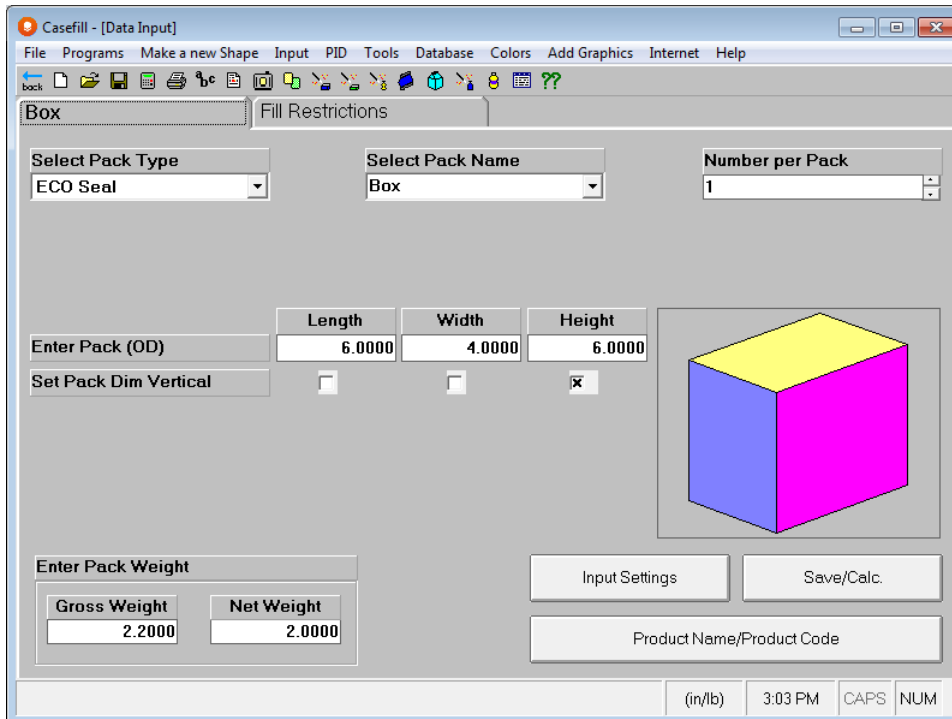 Casefill - [Data Input]
File Programs Make a new Shape Input PID Tools Database Colors Add Graphics Internet Help
back abc ??
Box Fill Restrictions
Select Pack Type Select Pack Name Number per Pack
ECO Seal Box 1
Length Width Height
Enter Pack (OD) 6.0000 4.0000 6.0000
Set Pack Dim Vertical
Enter Pack Weight
Input Settings Save/Calc.
Gross Weight Net Weight
2.2000 2.0000
Product Name/Product Code
(in/lb) 3:03 PM CAPS NUM